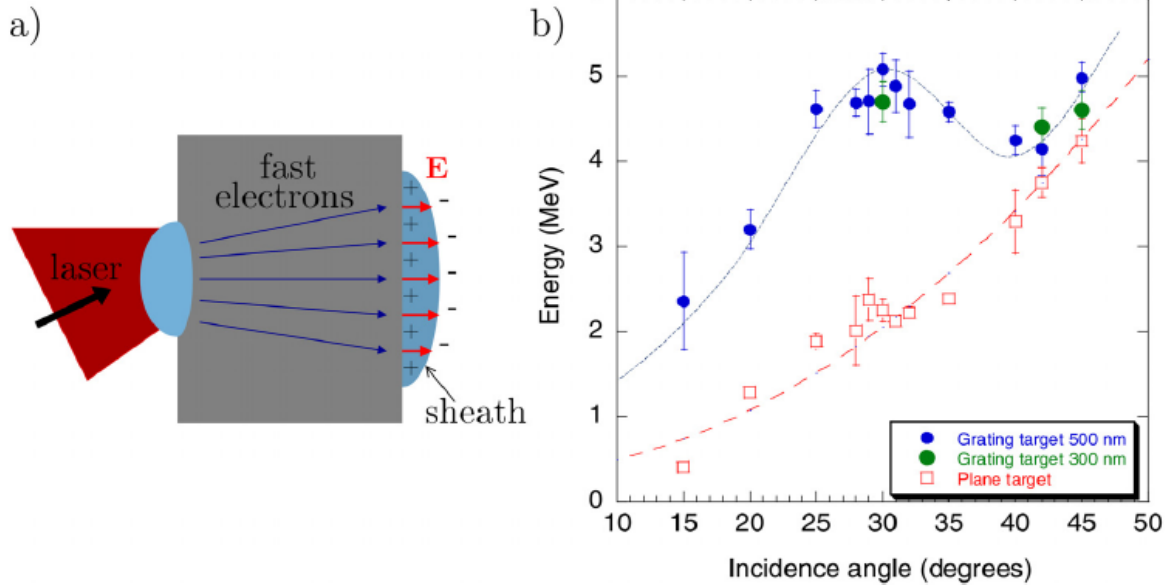 a)
fast
electrons
E
laser
+
+
+
+
+
+
-
-
-
-
-
sheath
b)
Energy (MeV)
5
4
3
2
1
0
Grating target 500 nm
Grating target 300 nm
Plane target
10 15 20 25 30 35 40 45 50
Incidence angle (degrees)